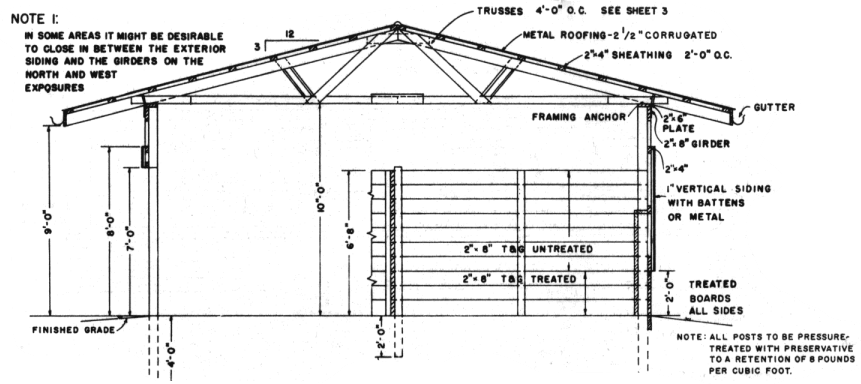 NOTE 1:
IN SOME AREAS IT MIGHT BE DESIRABLE
TO CLOSE IN BETWEEN THE EXTERIOR
SIDING AND THE GIRDERS ON THE
NORTH AND WEST
EXPOSURES
12
3
TRUSSES 4'-0" O.C. SEE SHEET 3
METAL ROOFING-2 1/2" CORRUGATED
2"×4" SHEATHING 2'-0" O.C.
GUTTER
FRAMING ANCHOR
2"×6"
PLATE
2"×8" GIRDER
2"×4"
1" VERTICAL SIDING
WITH BATTENS
OR METAL
9'-0"
8'-0"
7'-0"
10'-0"
6'-8"
2"×8" T&G UNTREATED
2"×8" T&G TREATED
2'-0"
TREATED
BOARDS
ALL SIDES
FINISHED GRADE
4'-0"
2'-0"
NOTE: ALL POSTS TO BE PRESSURE-
TREATED WITH PRESERVATIVE
TO A RETENTION OF 8 POUNDS
PER CUBIC FOOT.